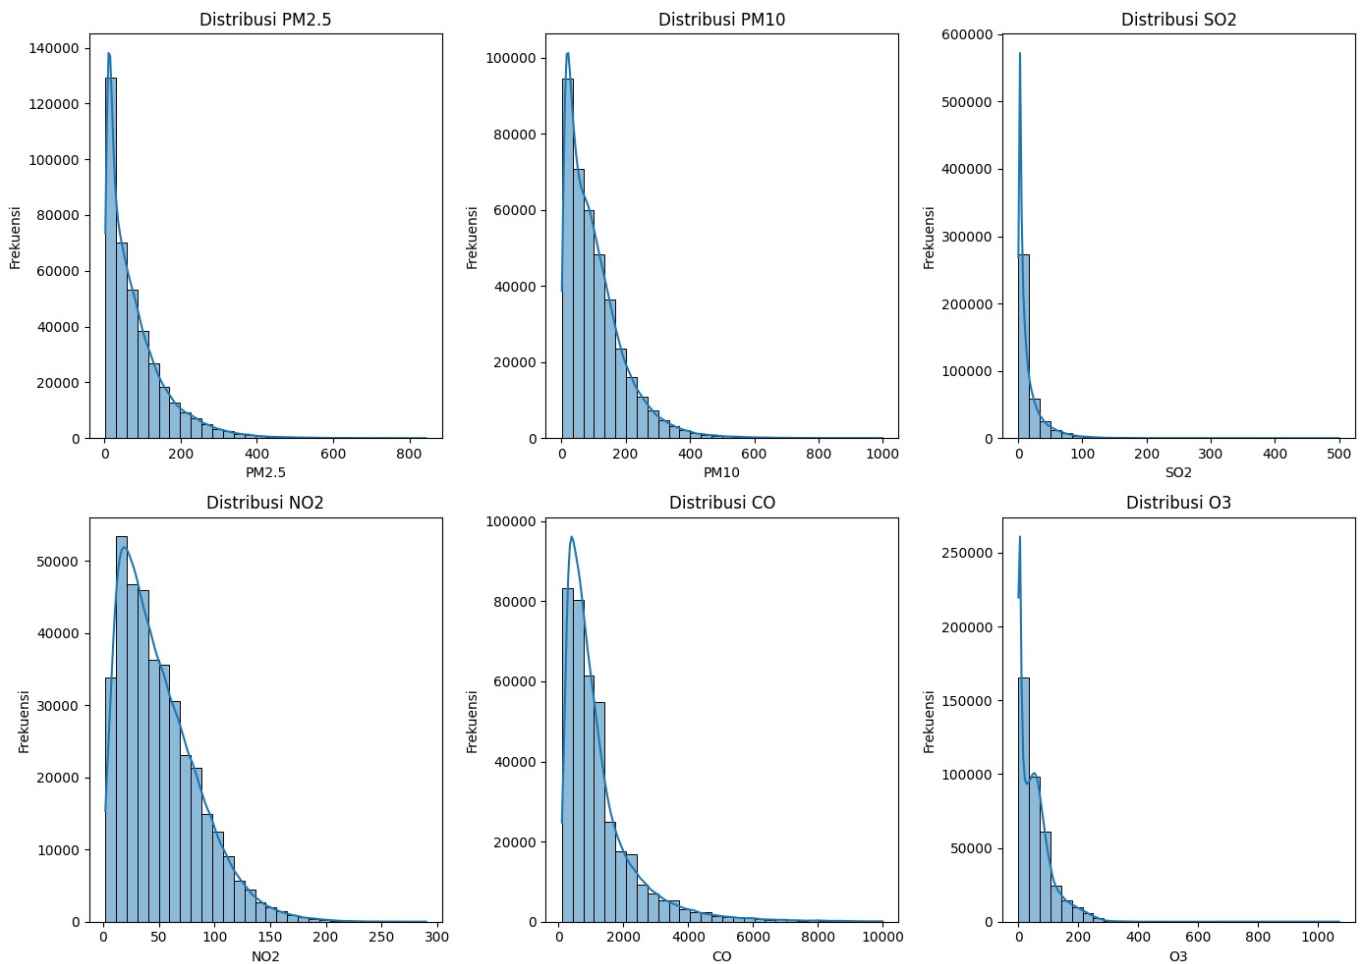 Distribusi PM2.5
140000
120000
100000
80000
60000
40000
20000
0
Frekuensi
0 200 400 600 800
PM2.5
Distribusi PM10
100000
80000
60000
40000
20000
0
Frekuensi
0 200 400 600 800 1000
PM10
Distribusi SO2
600000
500000
400000
300000
200000
100000
0
Frekuensi
0 100 200 300 400 500
SO2
Distribusi NO2
50000
40000
30000
20000
10000
0
Frekuensi
0 50 100 150 200 250 300
NO2
Distribusi CO
100000
80000
60000
40000
20000
0
Frekuensi
0 2000 4000 6000 8000 10000
CO
Distribusi O3
250000
200000
150000
100000
50000
0
Frekuensi
0 200 400 600 800 1000
O3